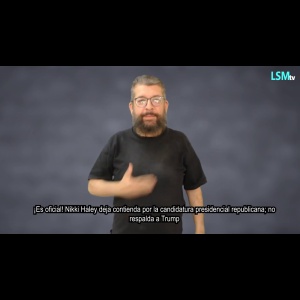 LSMtv
¡Es oficial! Nikki Haley deja contienda por la candidatura presidencial republicana; no
respalda a Trump